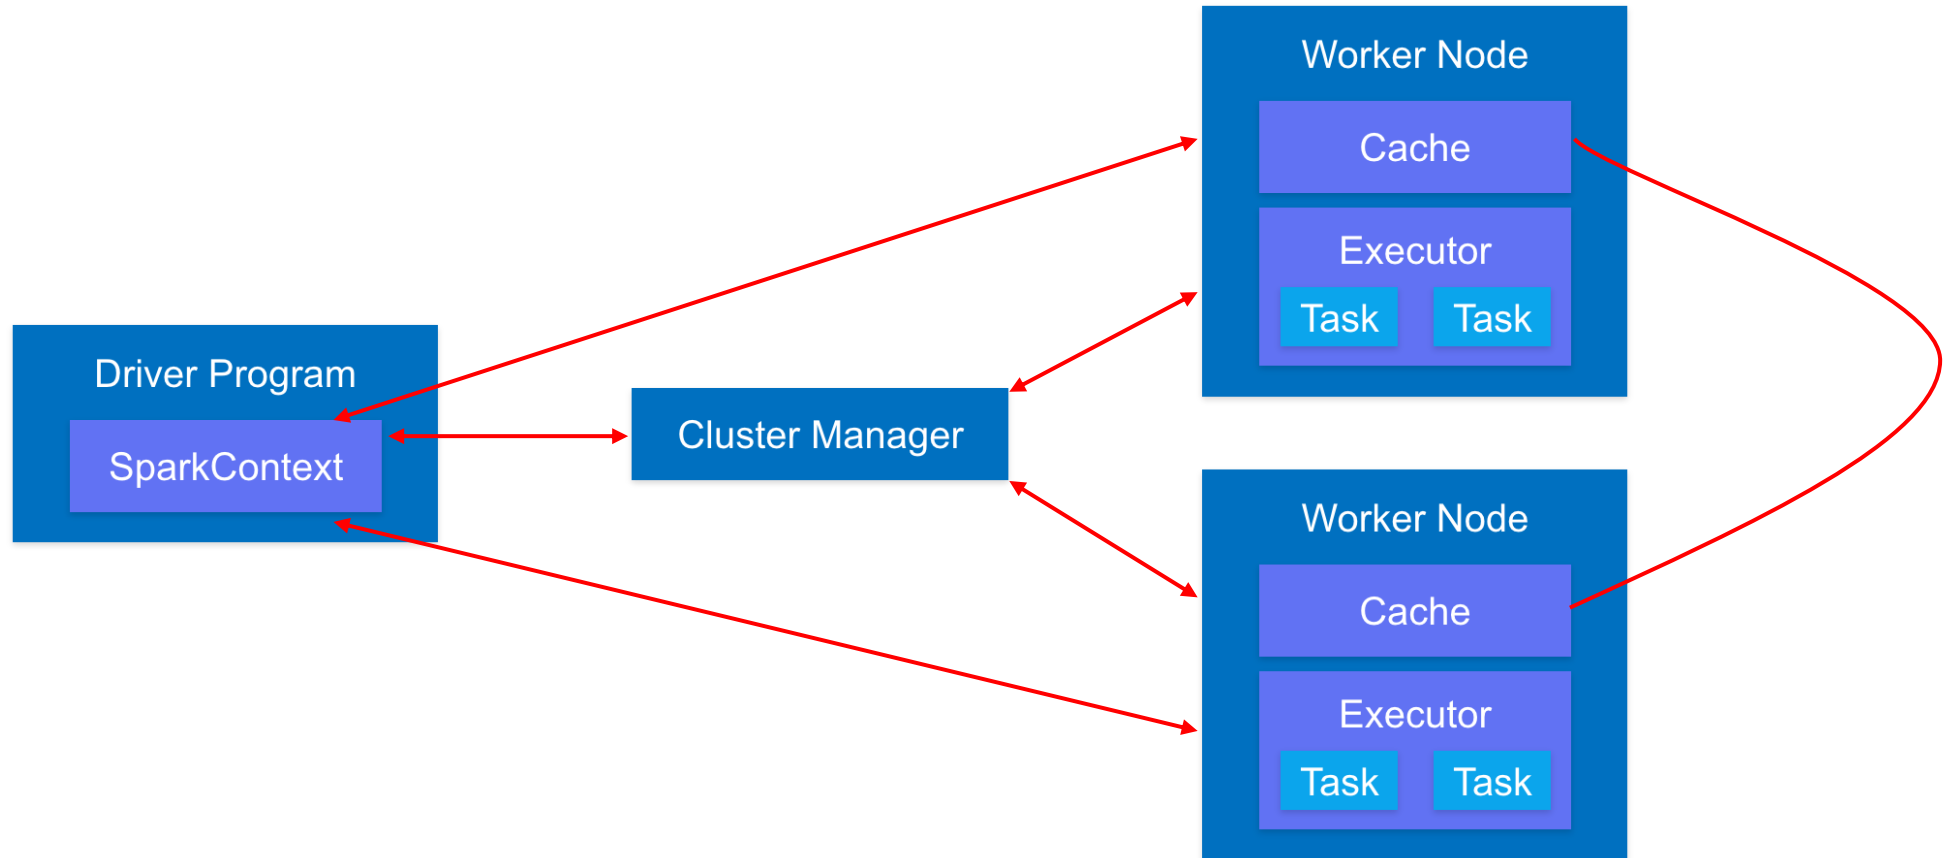 Driver Program
SparkContext
Cluster Manager
Worker Node
Cache
Executor
Task Task
Worker Node
Cache
Executor
Task Task